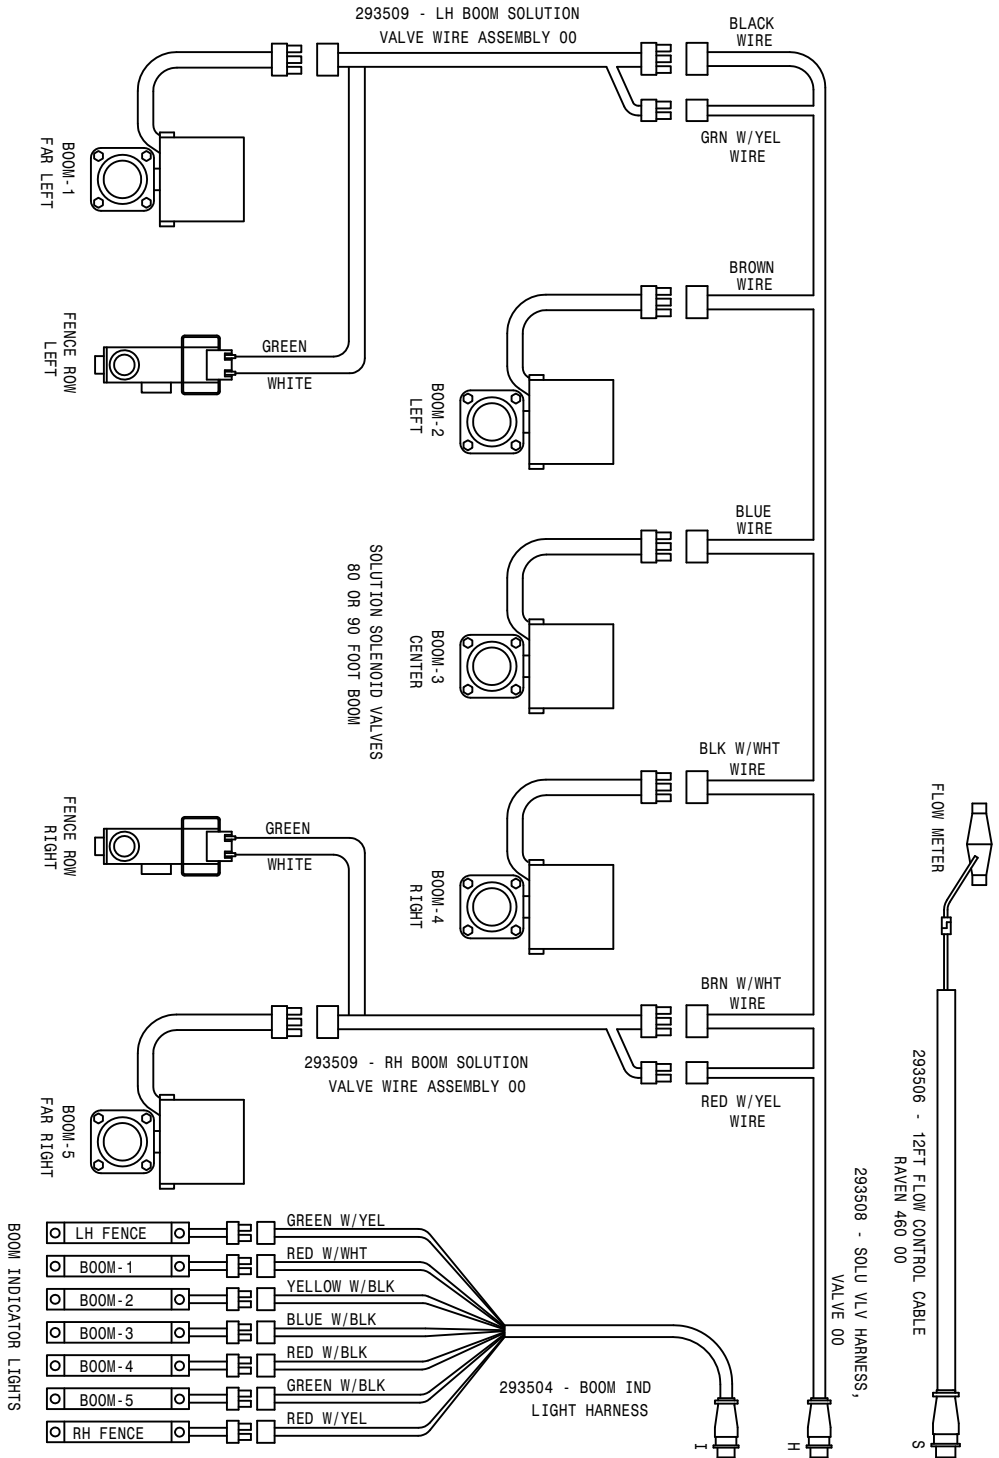 293509 - LH BOOM SOLUTION
VALVE WIRE ASSEMBLY 00
BLACK
WIRE
GRN W/YEL
WIRE
BOOM-1
FAR LEFT
BROWN
WIRE
FENCE ROW
LEFT
GREEN
WHITE
BOOM-2
LEFT
BLUE
WIRE
SOLUTION SOLENOID VALVES
80 OR 90 FOOT BOOM
BOOM-3
CENTER
BLK W/WHT
WIRE
FLOW METER
FENCE ROW
RIGHT
GREEN
WHITE
BOOM-4
RIGHT
BRN W/WHT
WIRE
293509 - RH BOOM SOLUTION
VALVE WIRE ASSEMBLY 00
RED W/YEL
WIRE
293506 - 12FT FLOW CONTROL CABLE
RAVEN 460 00
BOOM-5
FAR RIGHT
293508 - SOLU VLV HARNESS,
VALVE 00
BOOM INDICATOR LIGHTS
LH FENCE
GREEN W/YEL
BOOM-1
RED W/WHT
BOOM-2
YELLOW W/BLK
BOOM-3
BLUE W/BLK
BOOM-4
RED W/BLK
BOOM-5
GREEN W/BLK
RH FENCE
RED W/YEL
293504 - BOOM IND
LIGHT HARNESS
I
H
S